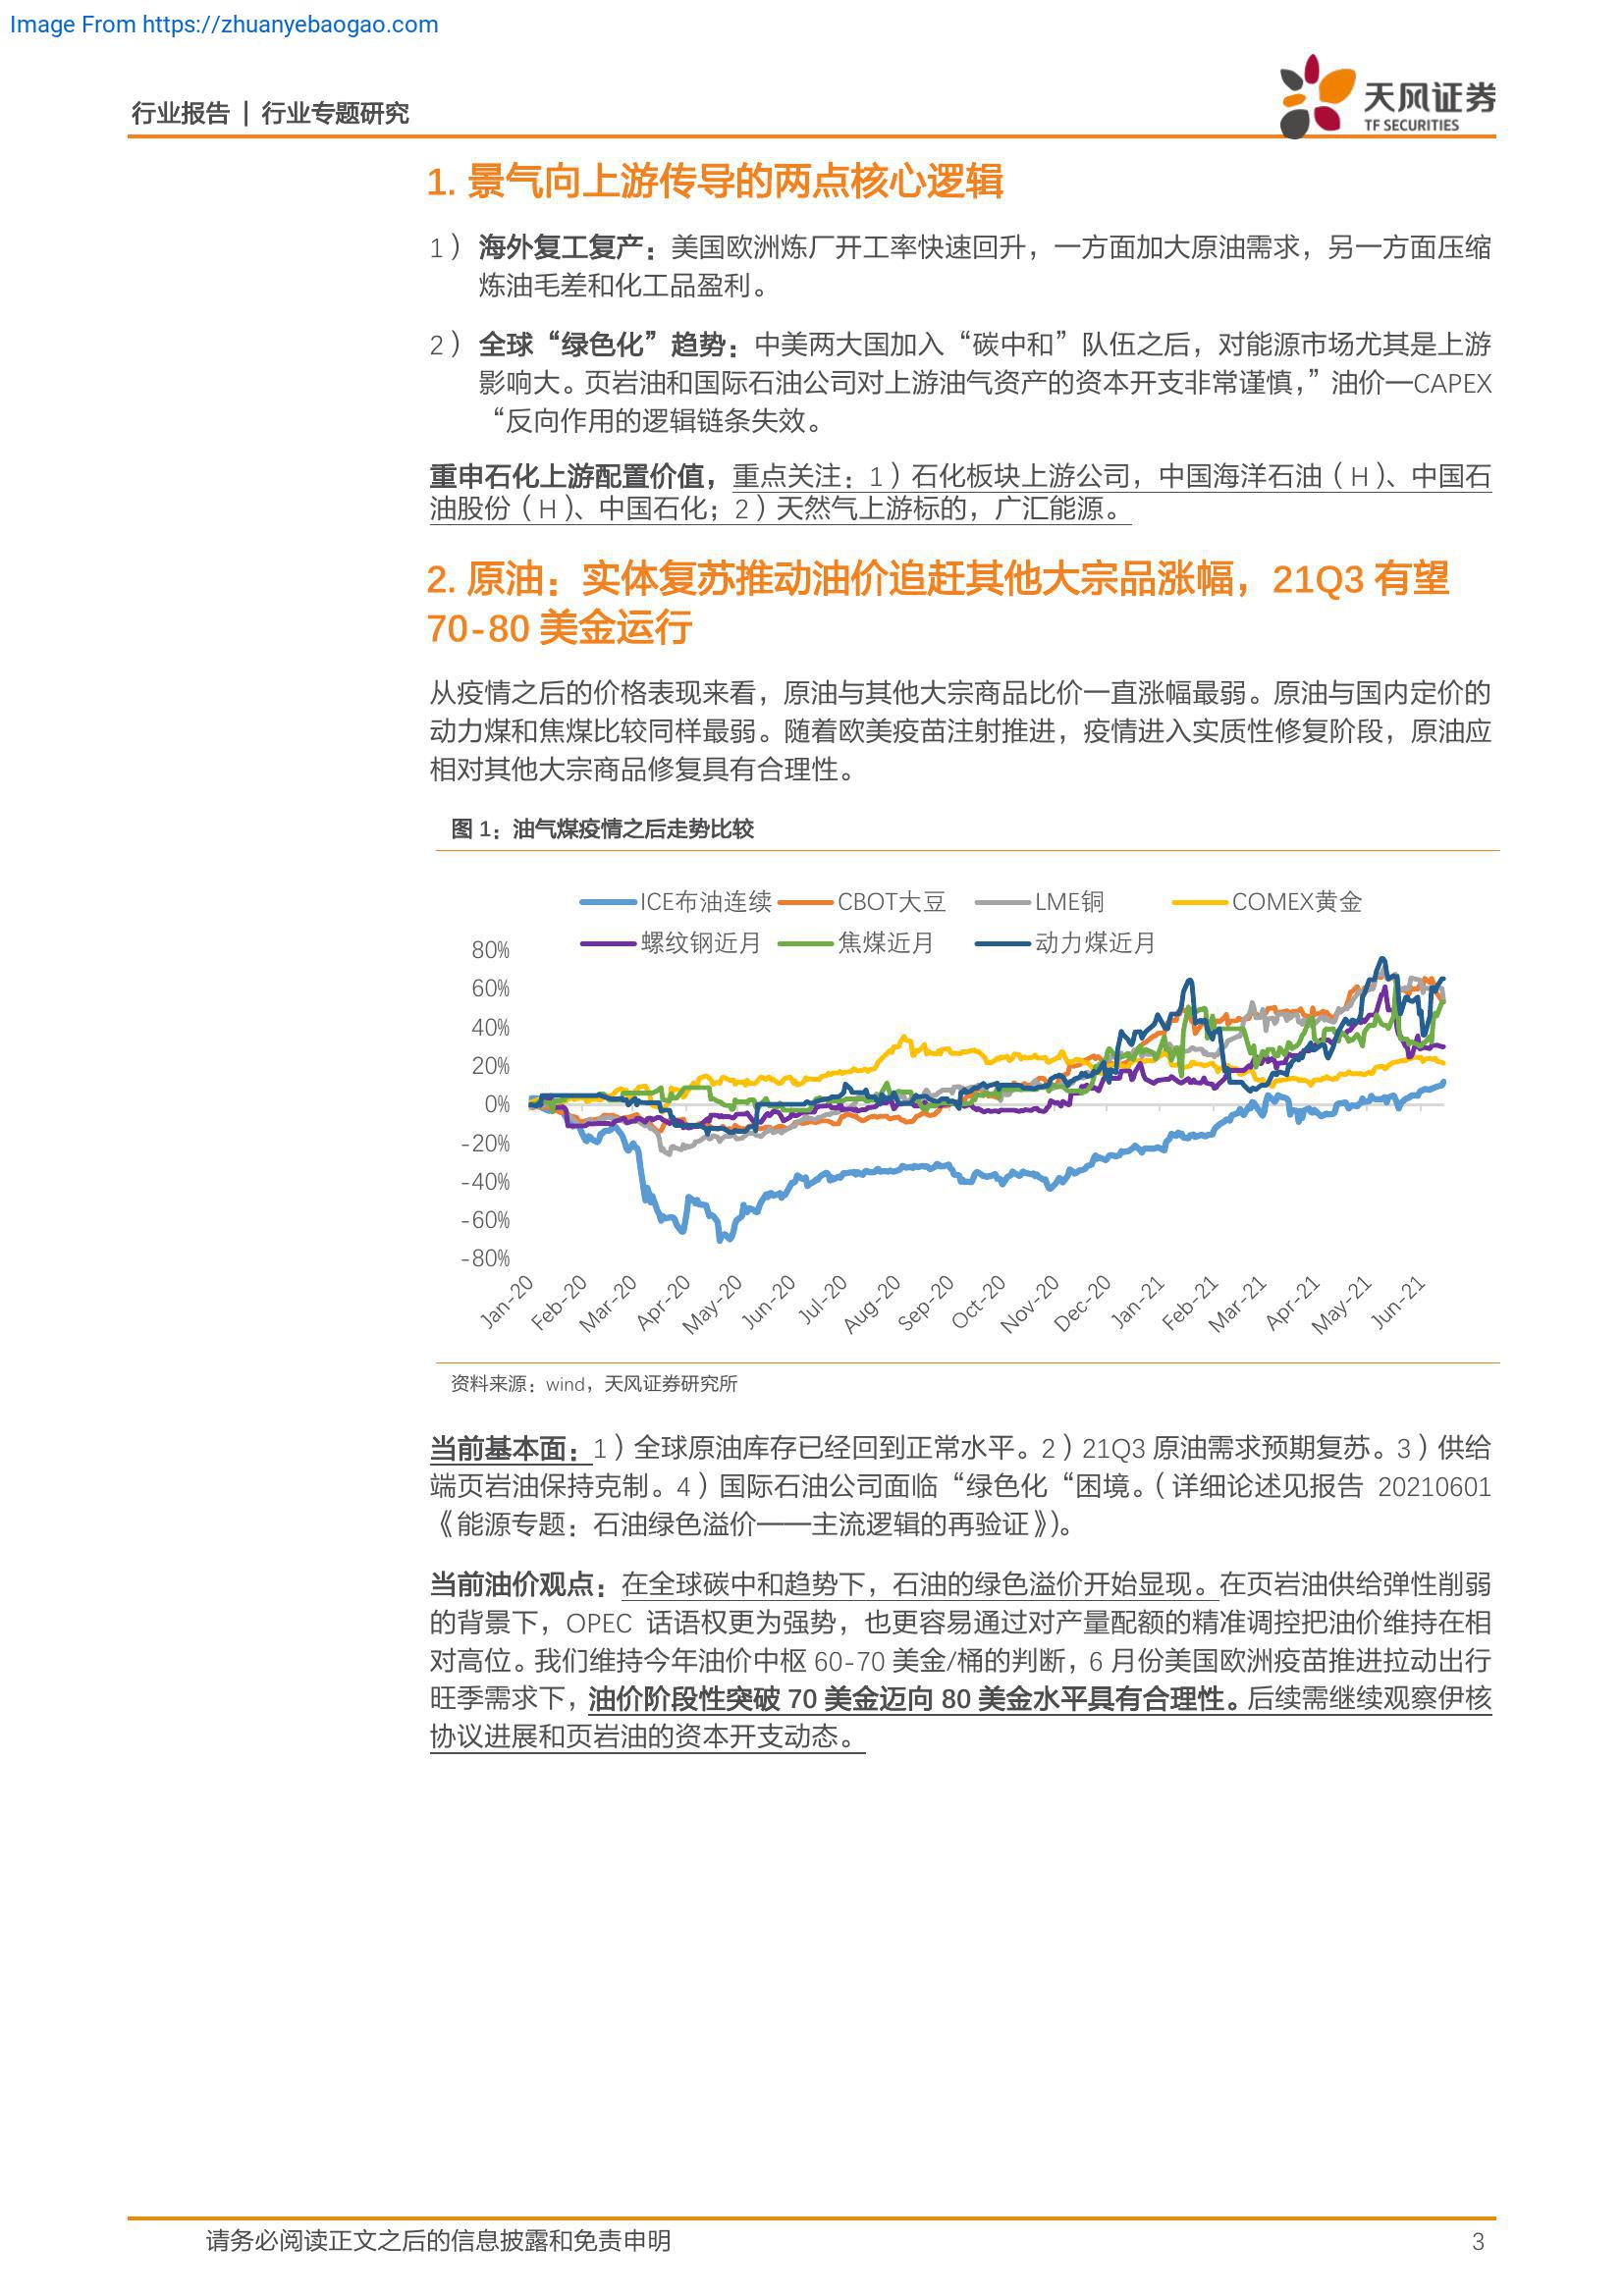 Image From https://zhuanyebaogao.com
行业报告 | 行业专题研究
天风证券
TF SECURITIES
1. 景气向上游传导的两点核心逻辑
1） 海外复工复产：美国欧洲炼厂开工率快速回升，一方面加大原油需求，另一方面压缩
炼油毛差和化工品盈利。
2） 全球“绿色化”趋势：中美两大国加入“碳中和”队伍之后，对能源市场尤其是上游
影响大。页岩油和国际石油公司对上游油气资产的资本开支非常谨慎，”油价—CAPEX
“反向作用的逻辑链条失效。
重申石化上游配置价值，重点关注：1）石化板块上游公司，中国海洋石油（H）、中国石
油股份（H）、中国石化；2）天然气上游标的，广汇能源。
2. 原油：实体复苏推动油价追赶其他大宗品涨幅，21Q3 有望
70-80 美金运行
从疫情之后的价格表现来看，原油与其他大宗商品比价一直涨幅最弱。原油与国内定价的
动力煤和焦煤比较同样最弱。随着欧美疫苗注射推进，疫情进入实质性修复阶段，原油应
相对其他大宗商品修复具有合理性。
图 1：油气煤疫情之后走势比较
ICE布油连续 CBOT大豆 LME铜 COMEX黄金
螺纹钢近月 焦煤近月 动力煤近月
80%
60%
40%
20%
0%
-20%
-40%
-60%
-80%
Jan-20 Feb-20 Mar-20 Apr-20 May-20 Jun-20 Jul-20 Aug-20 Sep-20 Oct-20 Nov-20 Dec-20 Jan-21 Feb-21 Mar-21 Apr-21 May-21 Jun-21
资料来源：wind，天风证券研究所
当前基本面：1）全球原油库存已经回到正常水平。2）21Q3 原油需求预期复苏。3）供给
端页岩油保持克制。4）国际石油公司面临“绿色化“困境。（详细论述见报告 20210601
《能源专题：石油绿色溢价——主流逻辑的再验证》）。
当前油价观点：在全球碳中和趋势下，石油的绿色溢价开始显现。在页岩油供给弹性削弱
的背景下，OPEC 话语权更为强势，也更容易通过对产量配额的精准调控把油价维持在相
对高位。我们维持今年油价中枢 60-70 美金/桶的判断，6 月份美国欧洲疫苗推进拉动出行
旺季需求下，油价阶段性突破 70 美金迈向 80 美金水平具有合理性。后续需继续观察伊核
协议进展和页岩油的资本开支动态。
请务必阅读正文之后的信息披露和免责申明
3